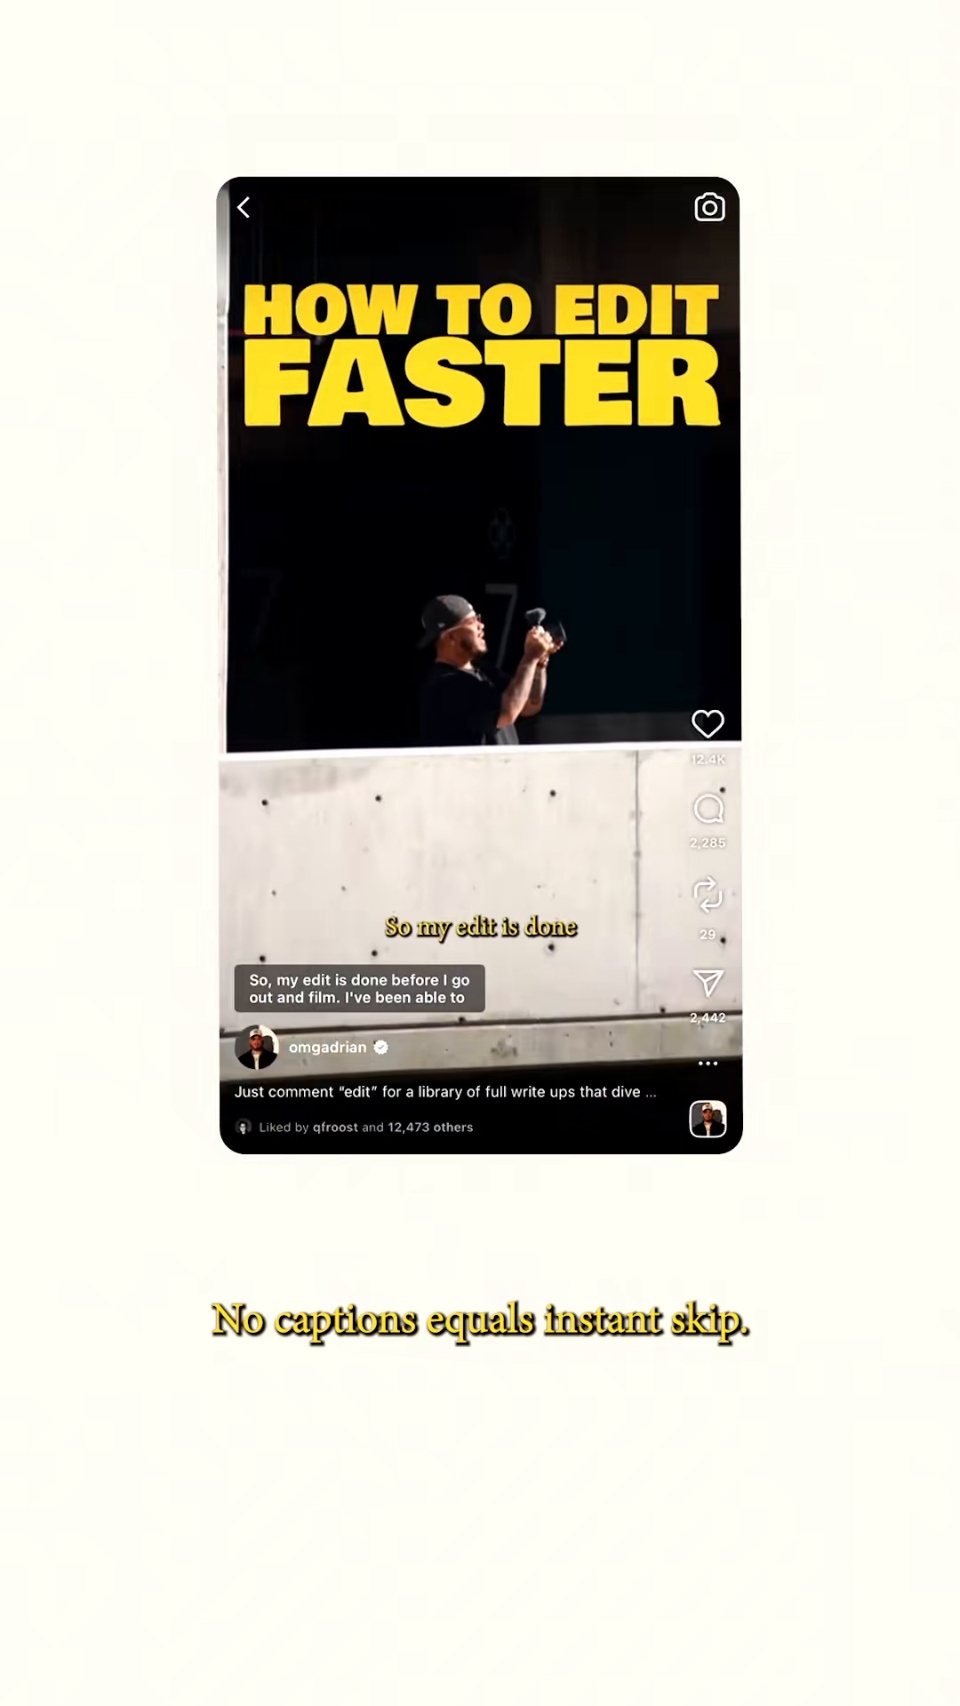 HOW TO EDIT
FASTER
7
12.4K
2,285
29
So my edit is done
So, my edit is done before I go
out and film. I've been able to
2,442
omgadrian
Just comment “edit” for a library of full write ups that dive ...
Liked by qfroost and 12,473 others
No captions equals instant skip.